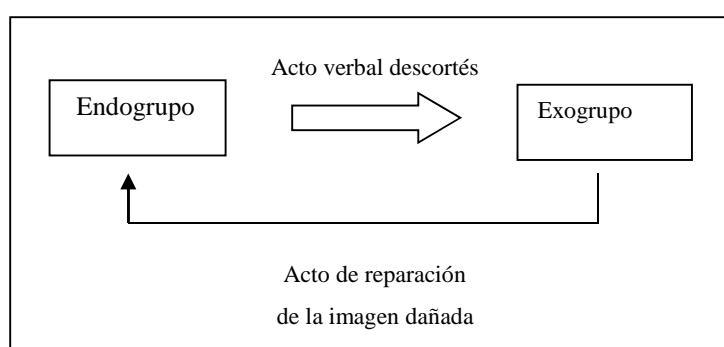 Acto verbal descortés
Endogrupo
Exogrupo
Acto de reparación
de la imagen dañada